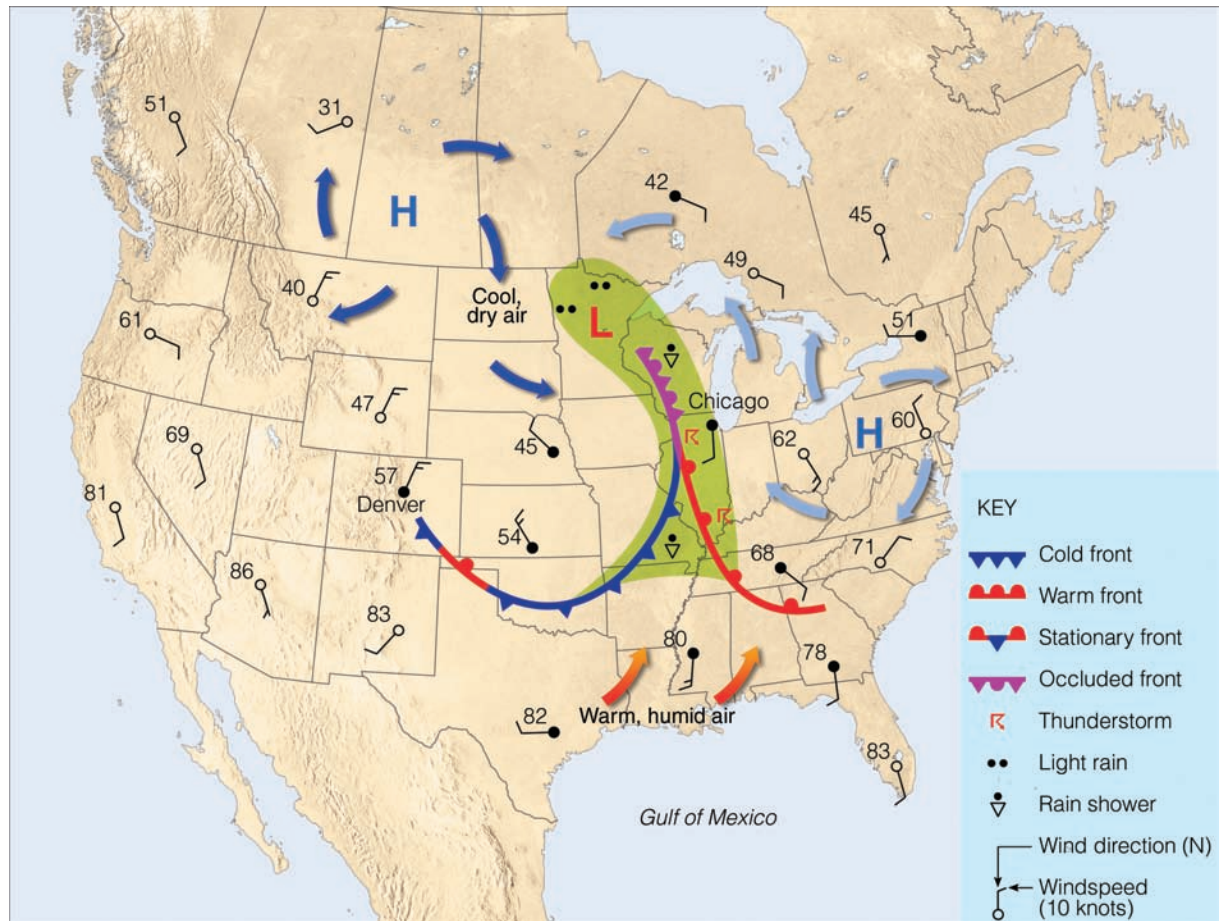 51
31
H
42
45
49
40
Cool,
dry air
61
L
51
47
Chicago
H
60
69
45
62
57
Denver
81
54
68
71
86
83
80
78
Warm, humid air
82
83
Gulf of Mexico
KEY
Cold front
Warm front
Stationary front
Occluded front
Thunderstorm
Light rain
Rain shower
Wind direction (N)
Windspeed
(10 knots)